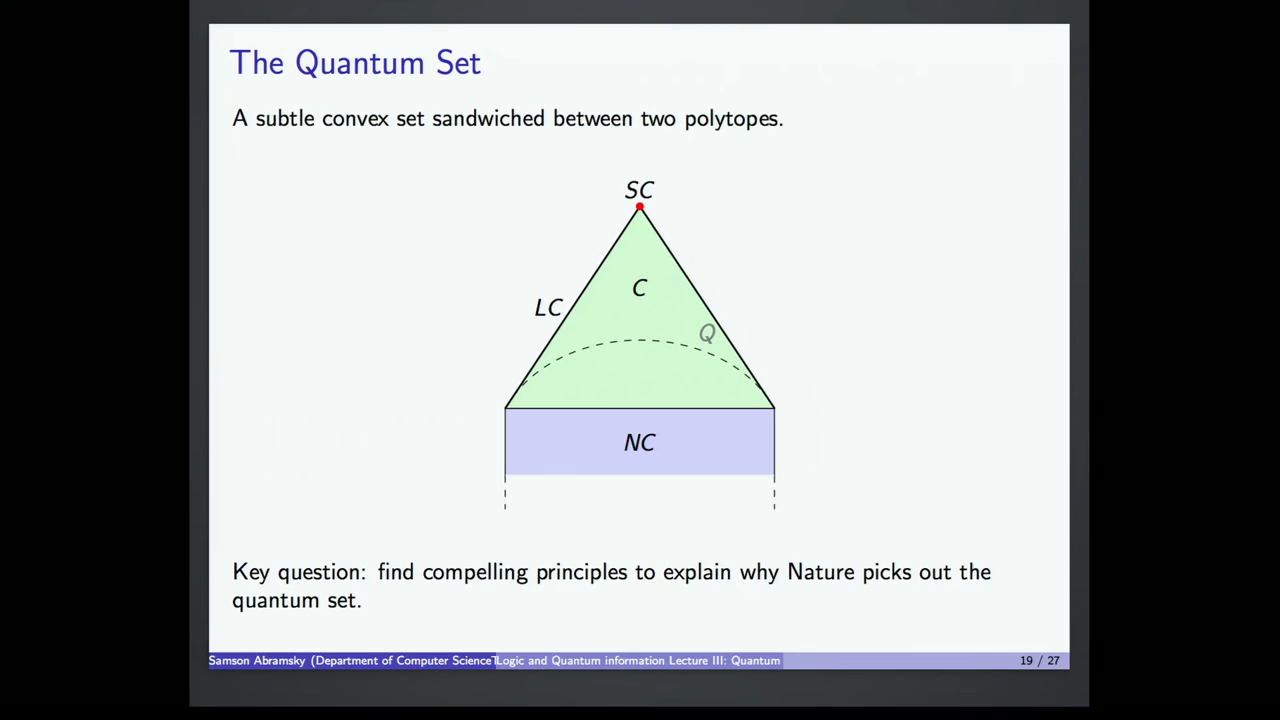 The Quantum Set
A subtle convex set sandwiched between two polytopes.
SC
C
LC
Q
NC
Key question: find compelling principles to explain why Nature picks out the
quantum set.
Samson Abramsky (Department of Computer Science Logic and Quantum information Lecture III: Quantum 19 / 27